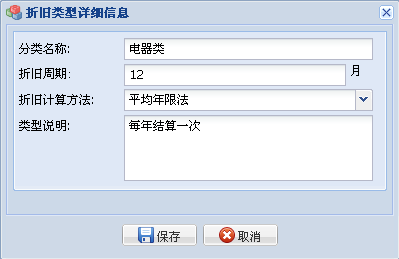 折旧类型详细信息
分类名称: 电器类
折旧周期: 12 月
折旧计算方法: 平均年限法
类型说明: 每年结算一次
保存 取消